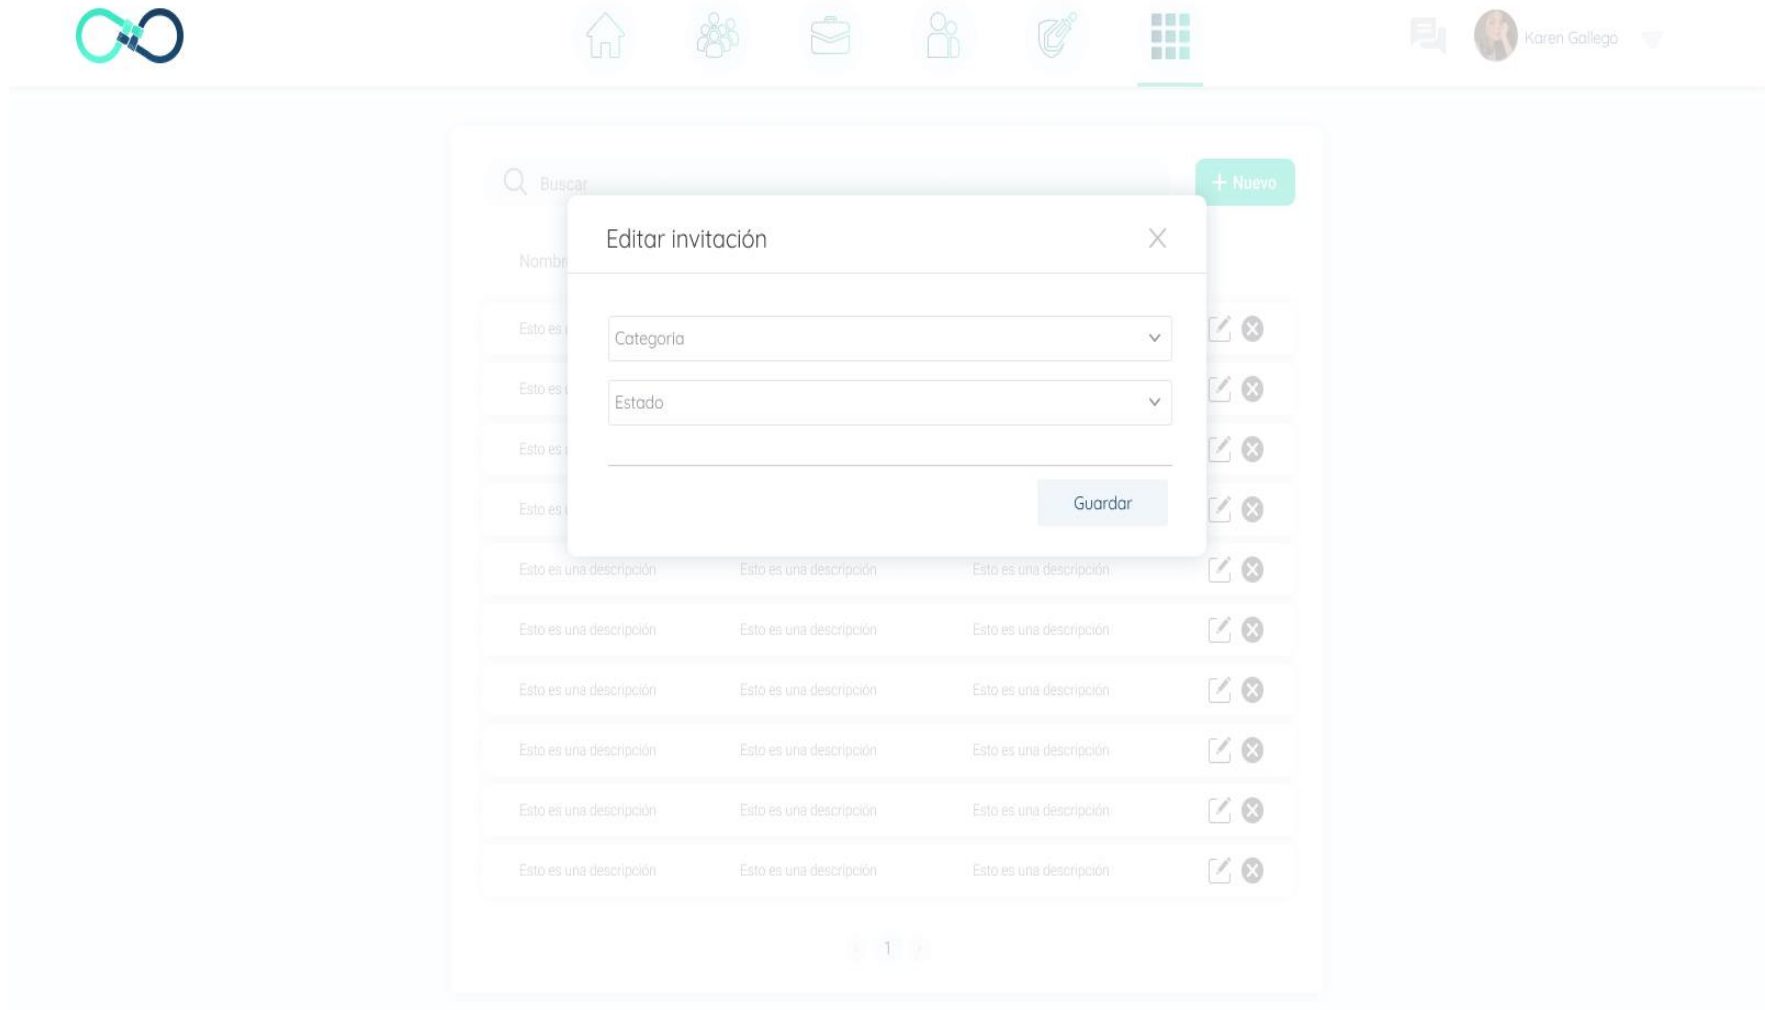 Karen Gallego
Buscar
+ Nuevo
Editar invitación
X
Nombr
Categoria
Esto es
Estado
Esto es
Esto es
Guardar
Esto es
Esto es una descripción Esto es una descripción Esto es una descripción
Esto es una descripción Esto es una descripción Esto es una descripción
Esto es una descripción Esto es una descripción Esto es una descripción
Esto es una descripción Esto es una descripción Esto es una descripción
Esto es una descripción Esto es una descripción Esto es una descripción
Esto es una descripción Esto es una descripción Esto es una descripción
1